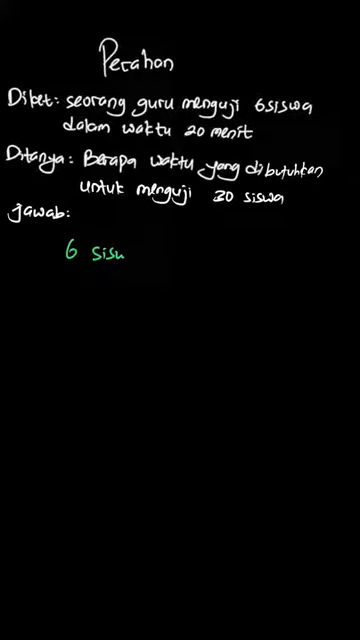 Perahon
Diket: seorang guru menguji 6 siswa
dalam waktu 20 menit
Ditanya: Berapa waktu yang dibutuhkan
untuk menguji 30 siswa
jawab:
6 sisw